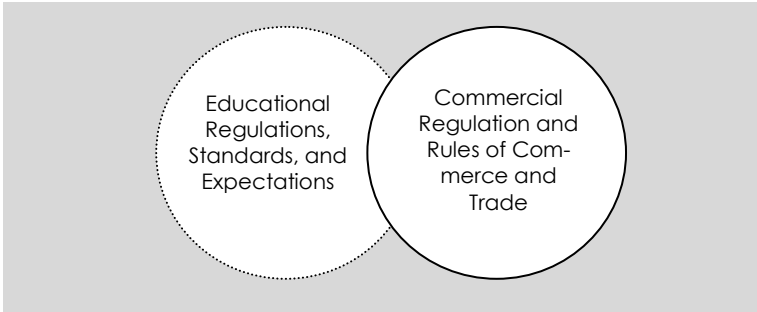 Educational
Regulations,
Standards, and
Expectations
Commercial
Regulation and
Rules of Com-
merce and
Trade